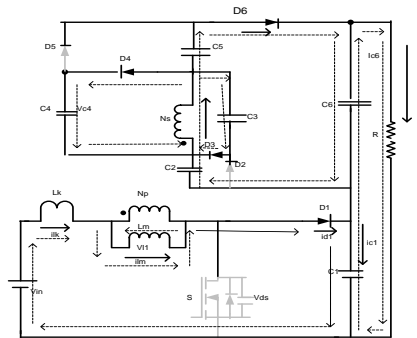 D6
D5
D4
C5
Ic6
C4
Vc4
Ns
C3
C6
R
D3
C2
D2
Lk
Np
D1
Lm
ilk
Vl1
ilm
id1
ic1
C1
Vin
S
Vds